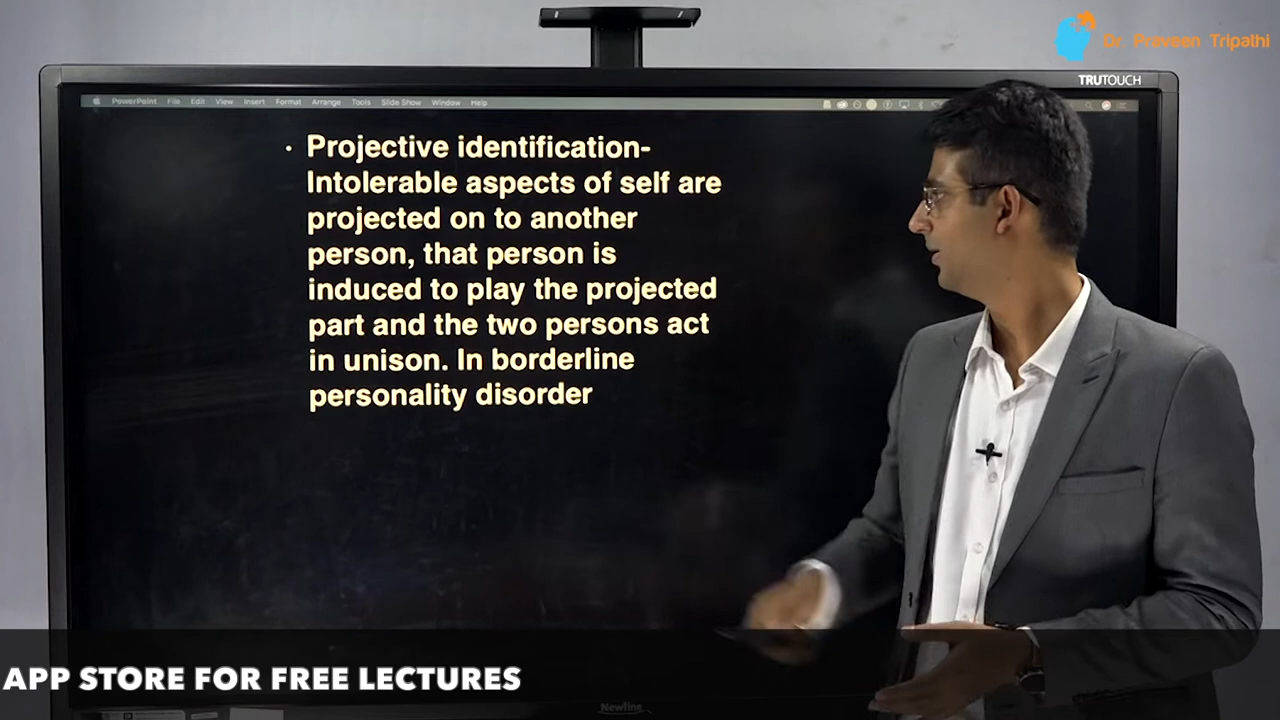 Dr. Praveen Tripathi
TRUTOUCH
PowerPoint File Edit View Insert Format Arrange Tools Slide Show Window Help
• Projective identification-
Intolerable aspects of self are
projected on to another
person, that person is
induced to play the projected
part and the two persons act
in unison. In borderline
personality disorder
APP STORE FOR FREE LECTURES
Newline